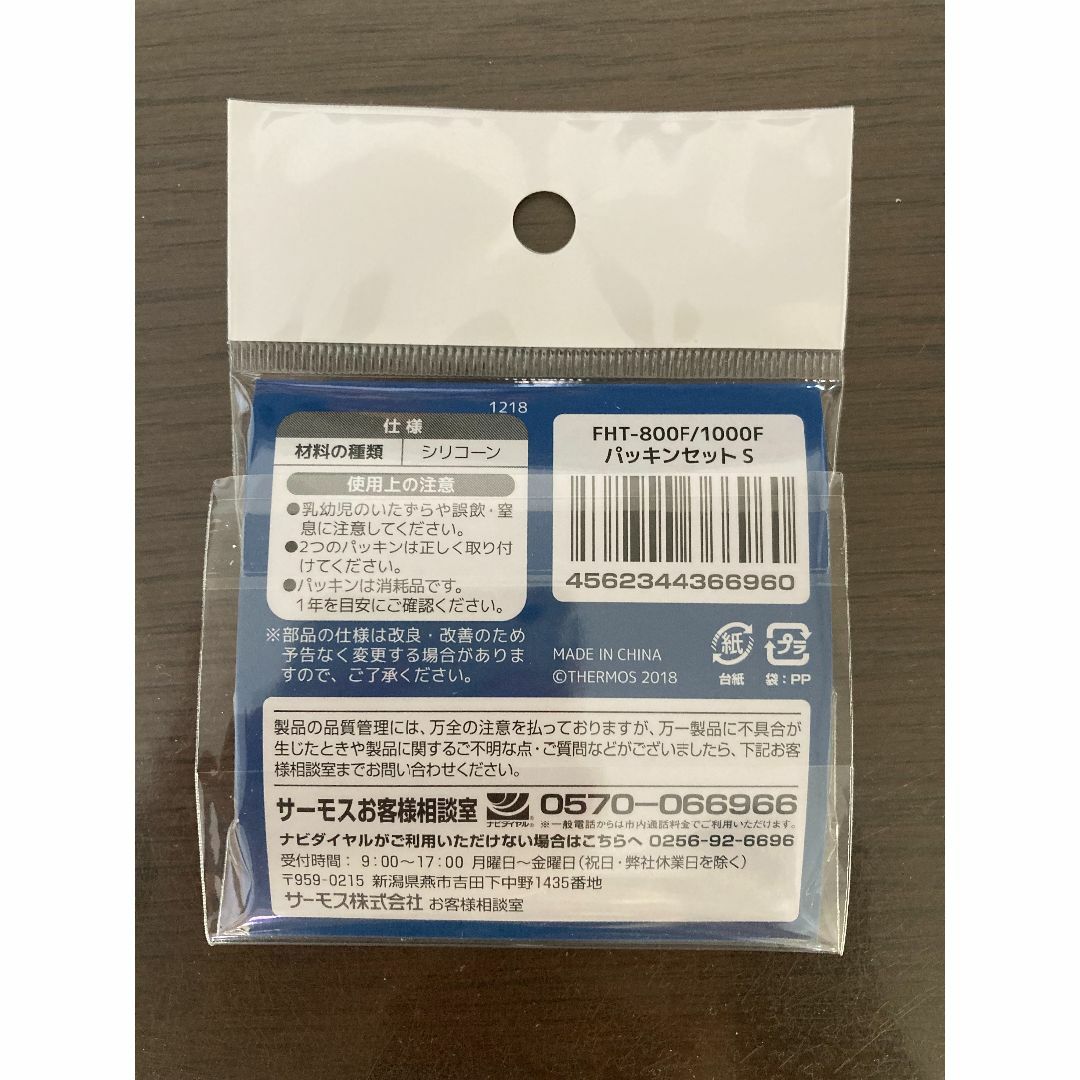 1218
仕様
材料の種類 シリコーン
使用上の注意
●乳幼児のいたずらや誤飲・窒
息に注意してください。
●2つのパッキンは正しく取り付
けてください。
●パッキンは消耗品です。
1年を目安にご確認ください。
※部品の仕様は改良・改善のため
予告なく変更する場合がありま
すので、ご了承ください。
FHT-800F/1000F
パッキンセット S
4562344366960
MADE IN CHINA
©THERMOS 2018
紙
台紙
プラ
袋:PP
製品の品質管理には、万全の注意を払っておりますが、万一製品に不具合が
生じたときや製品に関するご不明な点・ご質問などがございましたら、下記お客
様相談室までお問い合わせください。
サーモスお客様相談室 ナビダイヤル® 0570-066966
※一般電話からは市内通話料金でご利用いただけます。
ナビダイヤルがご利用いただけない場合はこちらへ 0256-92-6696
受付時間:9:00〜17:00 月曜日〜金曜日(祝日・弊社休業日を除く)
〒959-0215 新潟県燕市吉田下中野1435番地
サーモス株式会社 お客様相談室